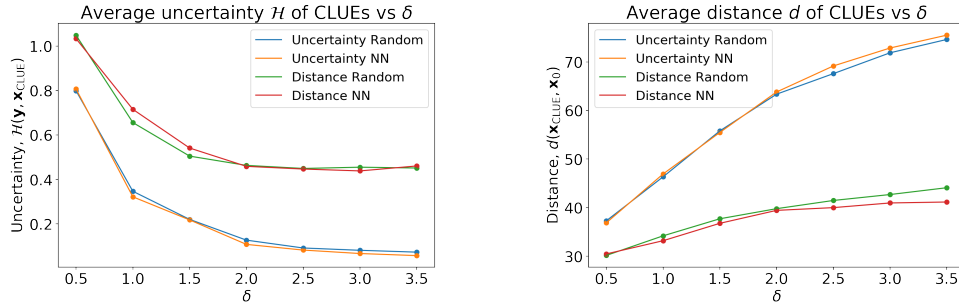 Average uncertainty ℋ of CLUEs vs δ
Uncertainty, ℋ(y, x_CLUE)
1.0
0.8
0.6
0.4
0.2
Uncertainty Random
Uncertainty NN
Distance Random
Distance NN
0.5 1.0 1.5 2.0 2.5 3.0 3.5
δ
Average distance d of CLUEs vs δ
Distance, d(x_CLUE, x_0)
70
60
50
40
30
Uncertainty Random
Uncertainty NN
Distance Random
Distance NN
0.5 1.0 1.5 2.0 2.5 3.0 3.5
δ